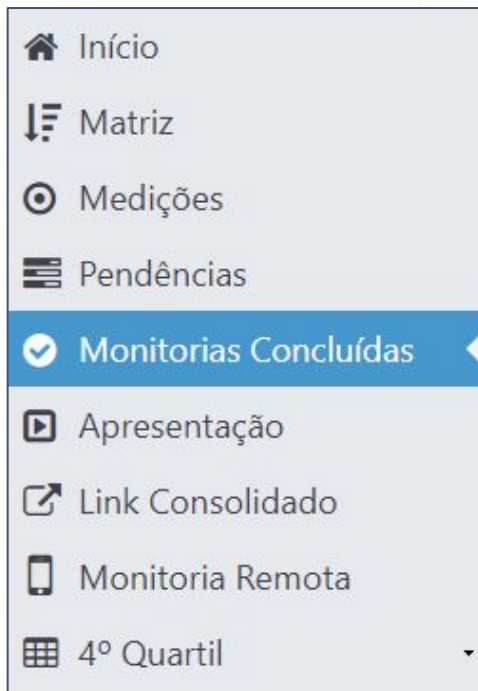 Início
Matriz
Medições
Pendências
Monitorias Concluídas
Apresentação
Link Consolidado
Monitoria Remota
4º Quartil